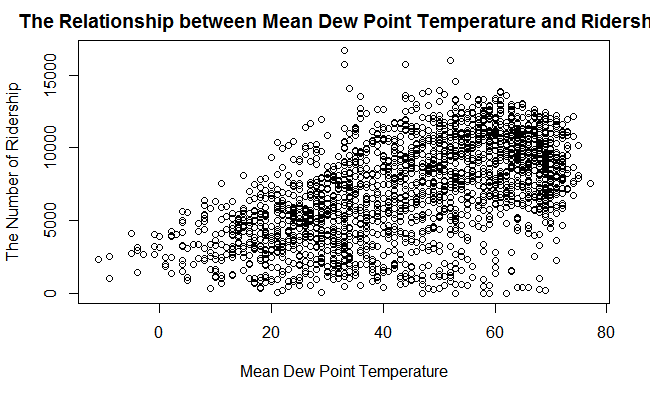 The Relationship between Mean Dew Point Temperature and Ridersh
The Number of Ridership
15000
10000
5000
0
0 20 40 60 80
Mean Dew Point Temperature